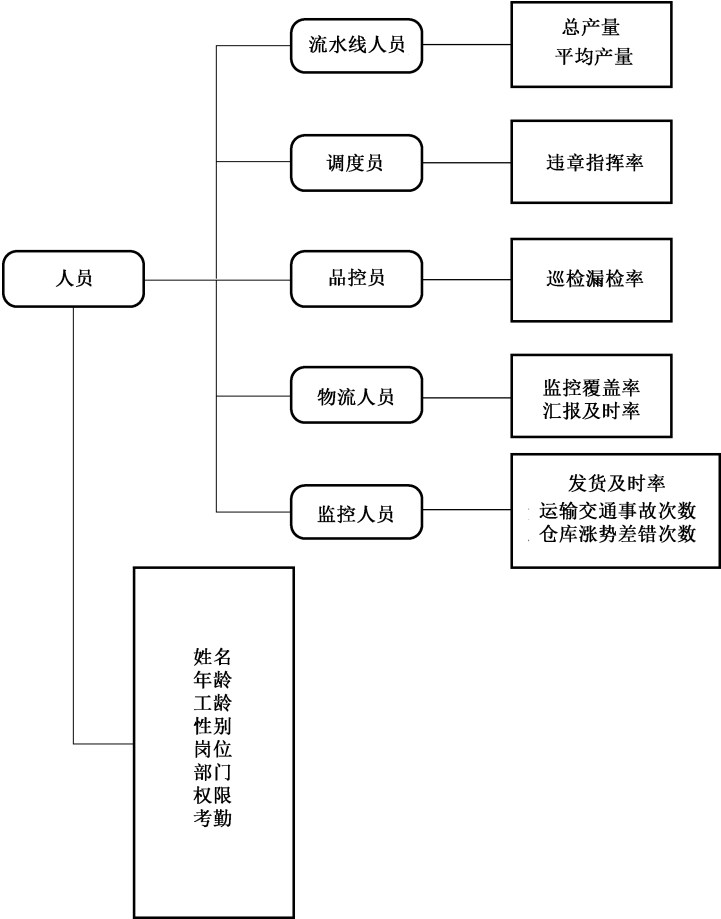 流水线人员
总产量
平均产量
调度员
违章指挥率
人员
品控员
巡检漏检率
物流人员
监控覆盖率
汇报及时率
监控人员
发货及时率
运输交通事故次数
仓库涨势差错次数
姓名
年龄
工龄
性别
岗位
部门
权限
考勤